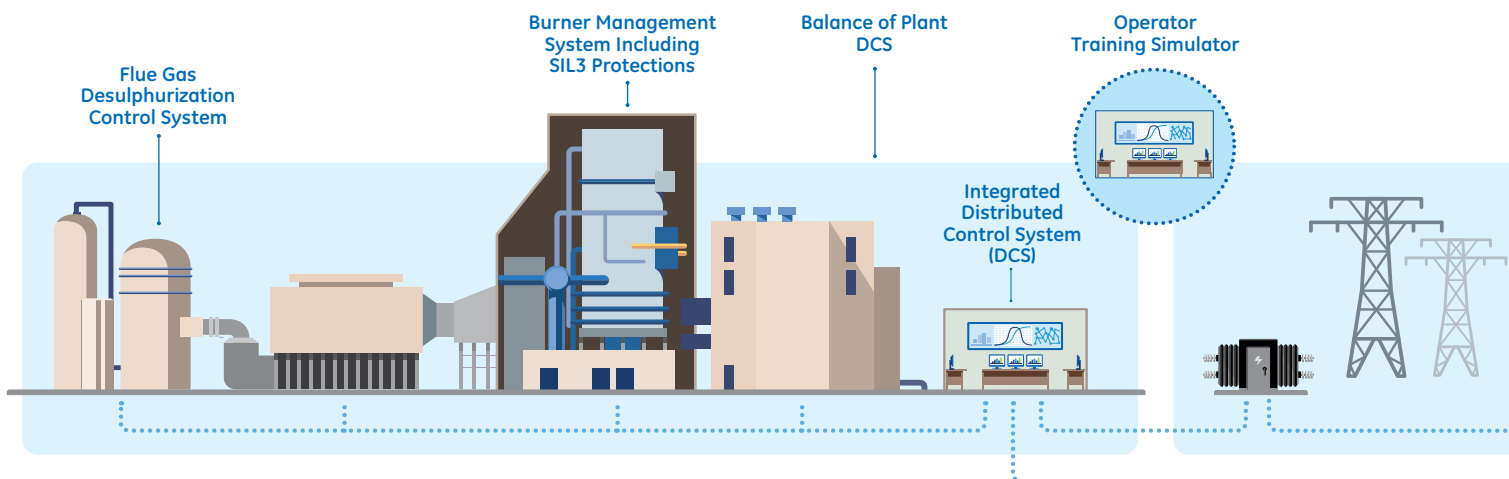 Flue Gas
Desulphurization
Control System
Burner Management
System Including
SIL3 Protections
Balance of Plant
DCS
Operator
Training Simulator
Integrated
Distributed
Control System
(DCS)